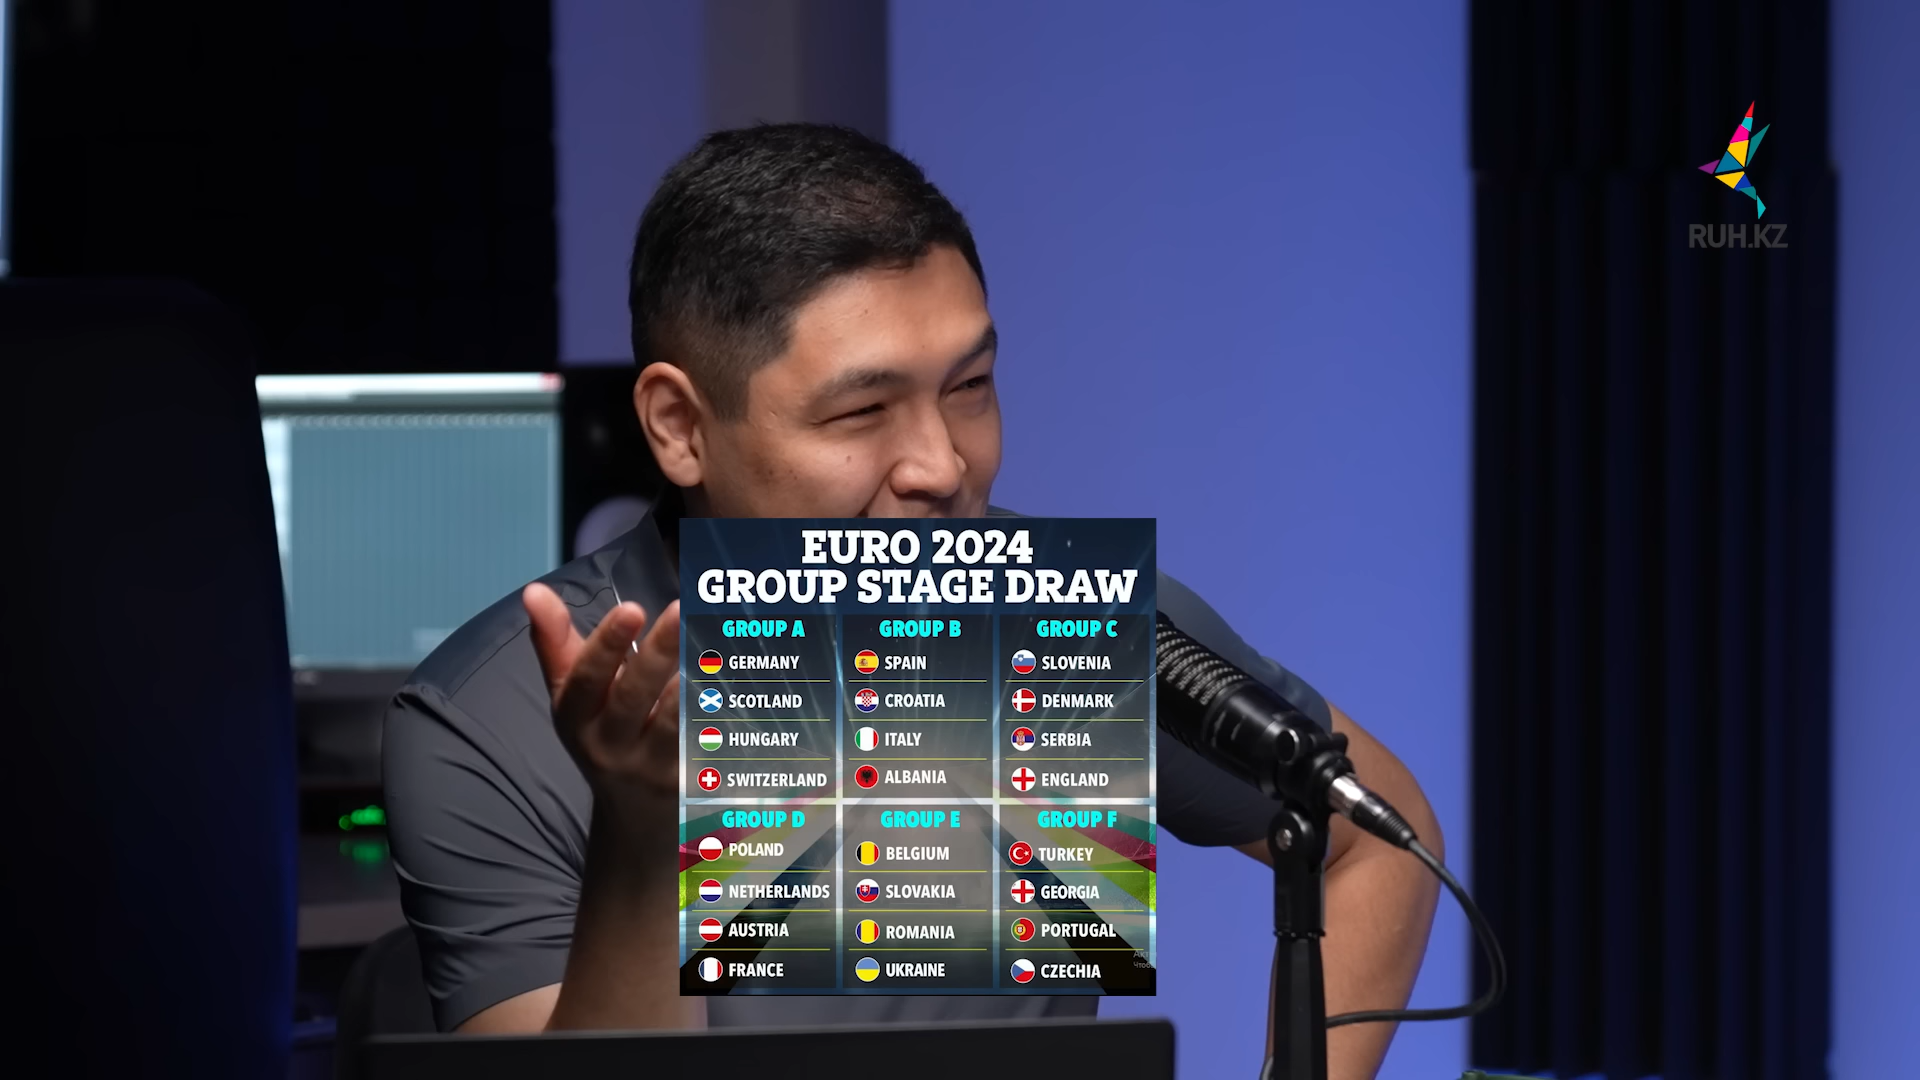 RUH.KZ
EURO 2024
GROUP STAGE DRAW
GROUP A
GERMANY
SCOTLAND
HUNGARY
SWITZERLAND
GROUP B
SPAIN
CROATIA
ITALY
ALBANIA
GROUP C
SLOVENIA
DENMARK
SERBIA
ENGLAND
GROUP D
POLAND
NETHERLANDS
AUSTRIA
FRANCE
GROUP E
BELGIUM
SLOVAKIA
ROMANIA
UKRAINE
GROUP F
TURKEY
GEORGIA
PORTUGAL
CZECHIA